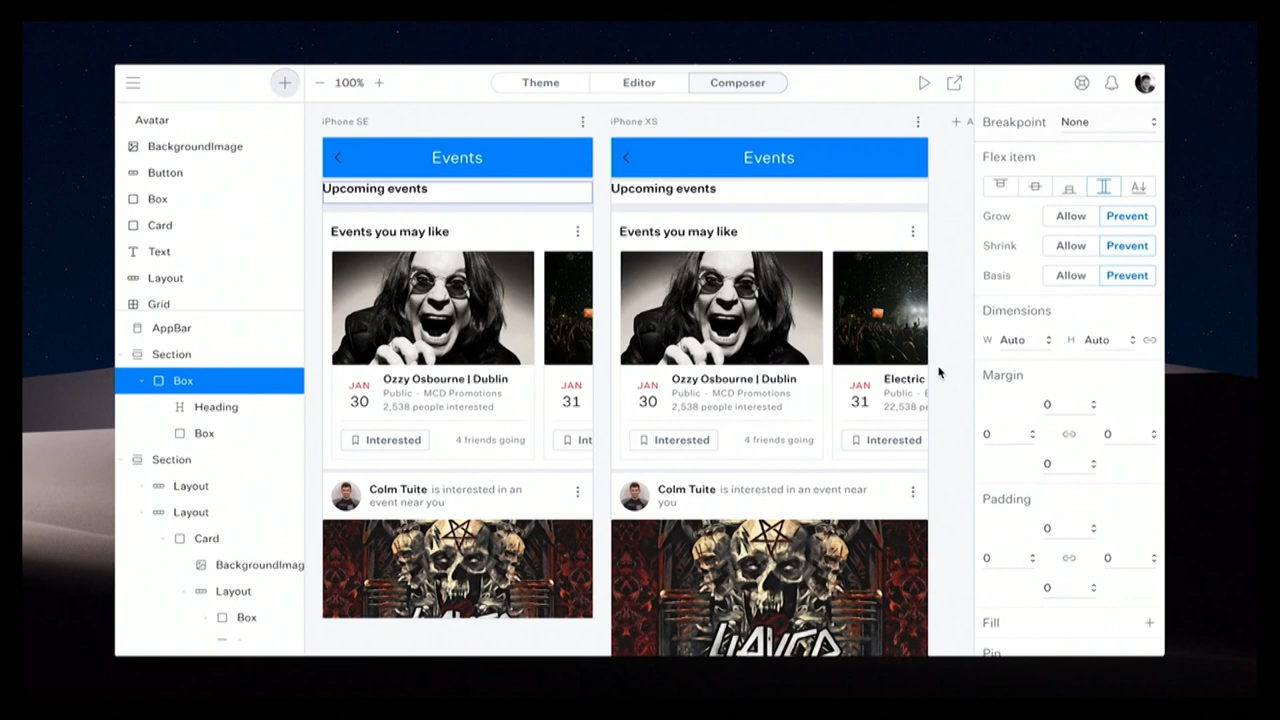 100%
Theme
Editor
Composer
Avatar
BackgroundImage
Button
Box
Card
Text
Layout
Grid
AppBar
Section
Box
Heading
Box
Section
Layout
Layout
Card
BackgroundImag
Layout
Box
iPhone SE
Events
Upcoming events
Events you may like
JAN
30
Ozzy Osbourne | Dublin
Public · MCD Promotions
2,538 people interested
Interested
4 friends going
JAN
31
Int
Colm Tuite is interested in an
event near you
SLAYER
iPhone XS
Events
Upcoming events
Events you may like
JAN
30
Ozzy Osbourne | Dublin
Public · MCD Promotions
2,538 people interested
Interested
4 friends going
JAN
31
Electric
Public · E
22,538 pe
Interested
Colm Tuite is interested in an event near
you
SLAYER
+ A
Breakpoint None
Flex item
Grow Allow Prevent
Shrink Allow Prevent
Basis Allow Prevent
Dimensions
W Auto H Auto
Margin
0
0 0
0
Padding
0
0 0
0
Fill
Pin